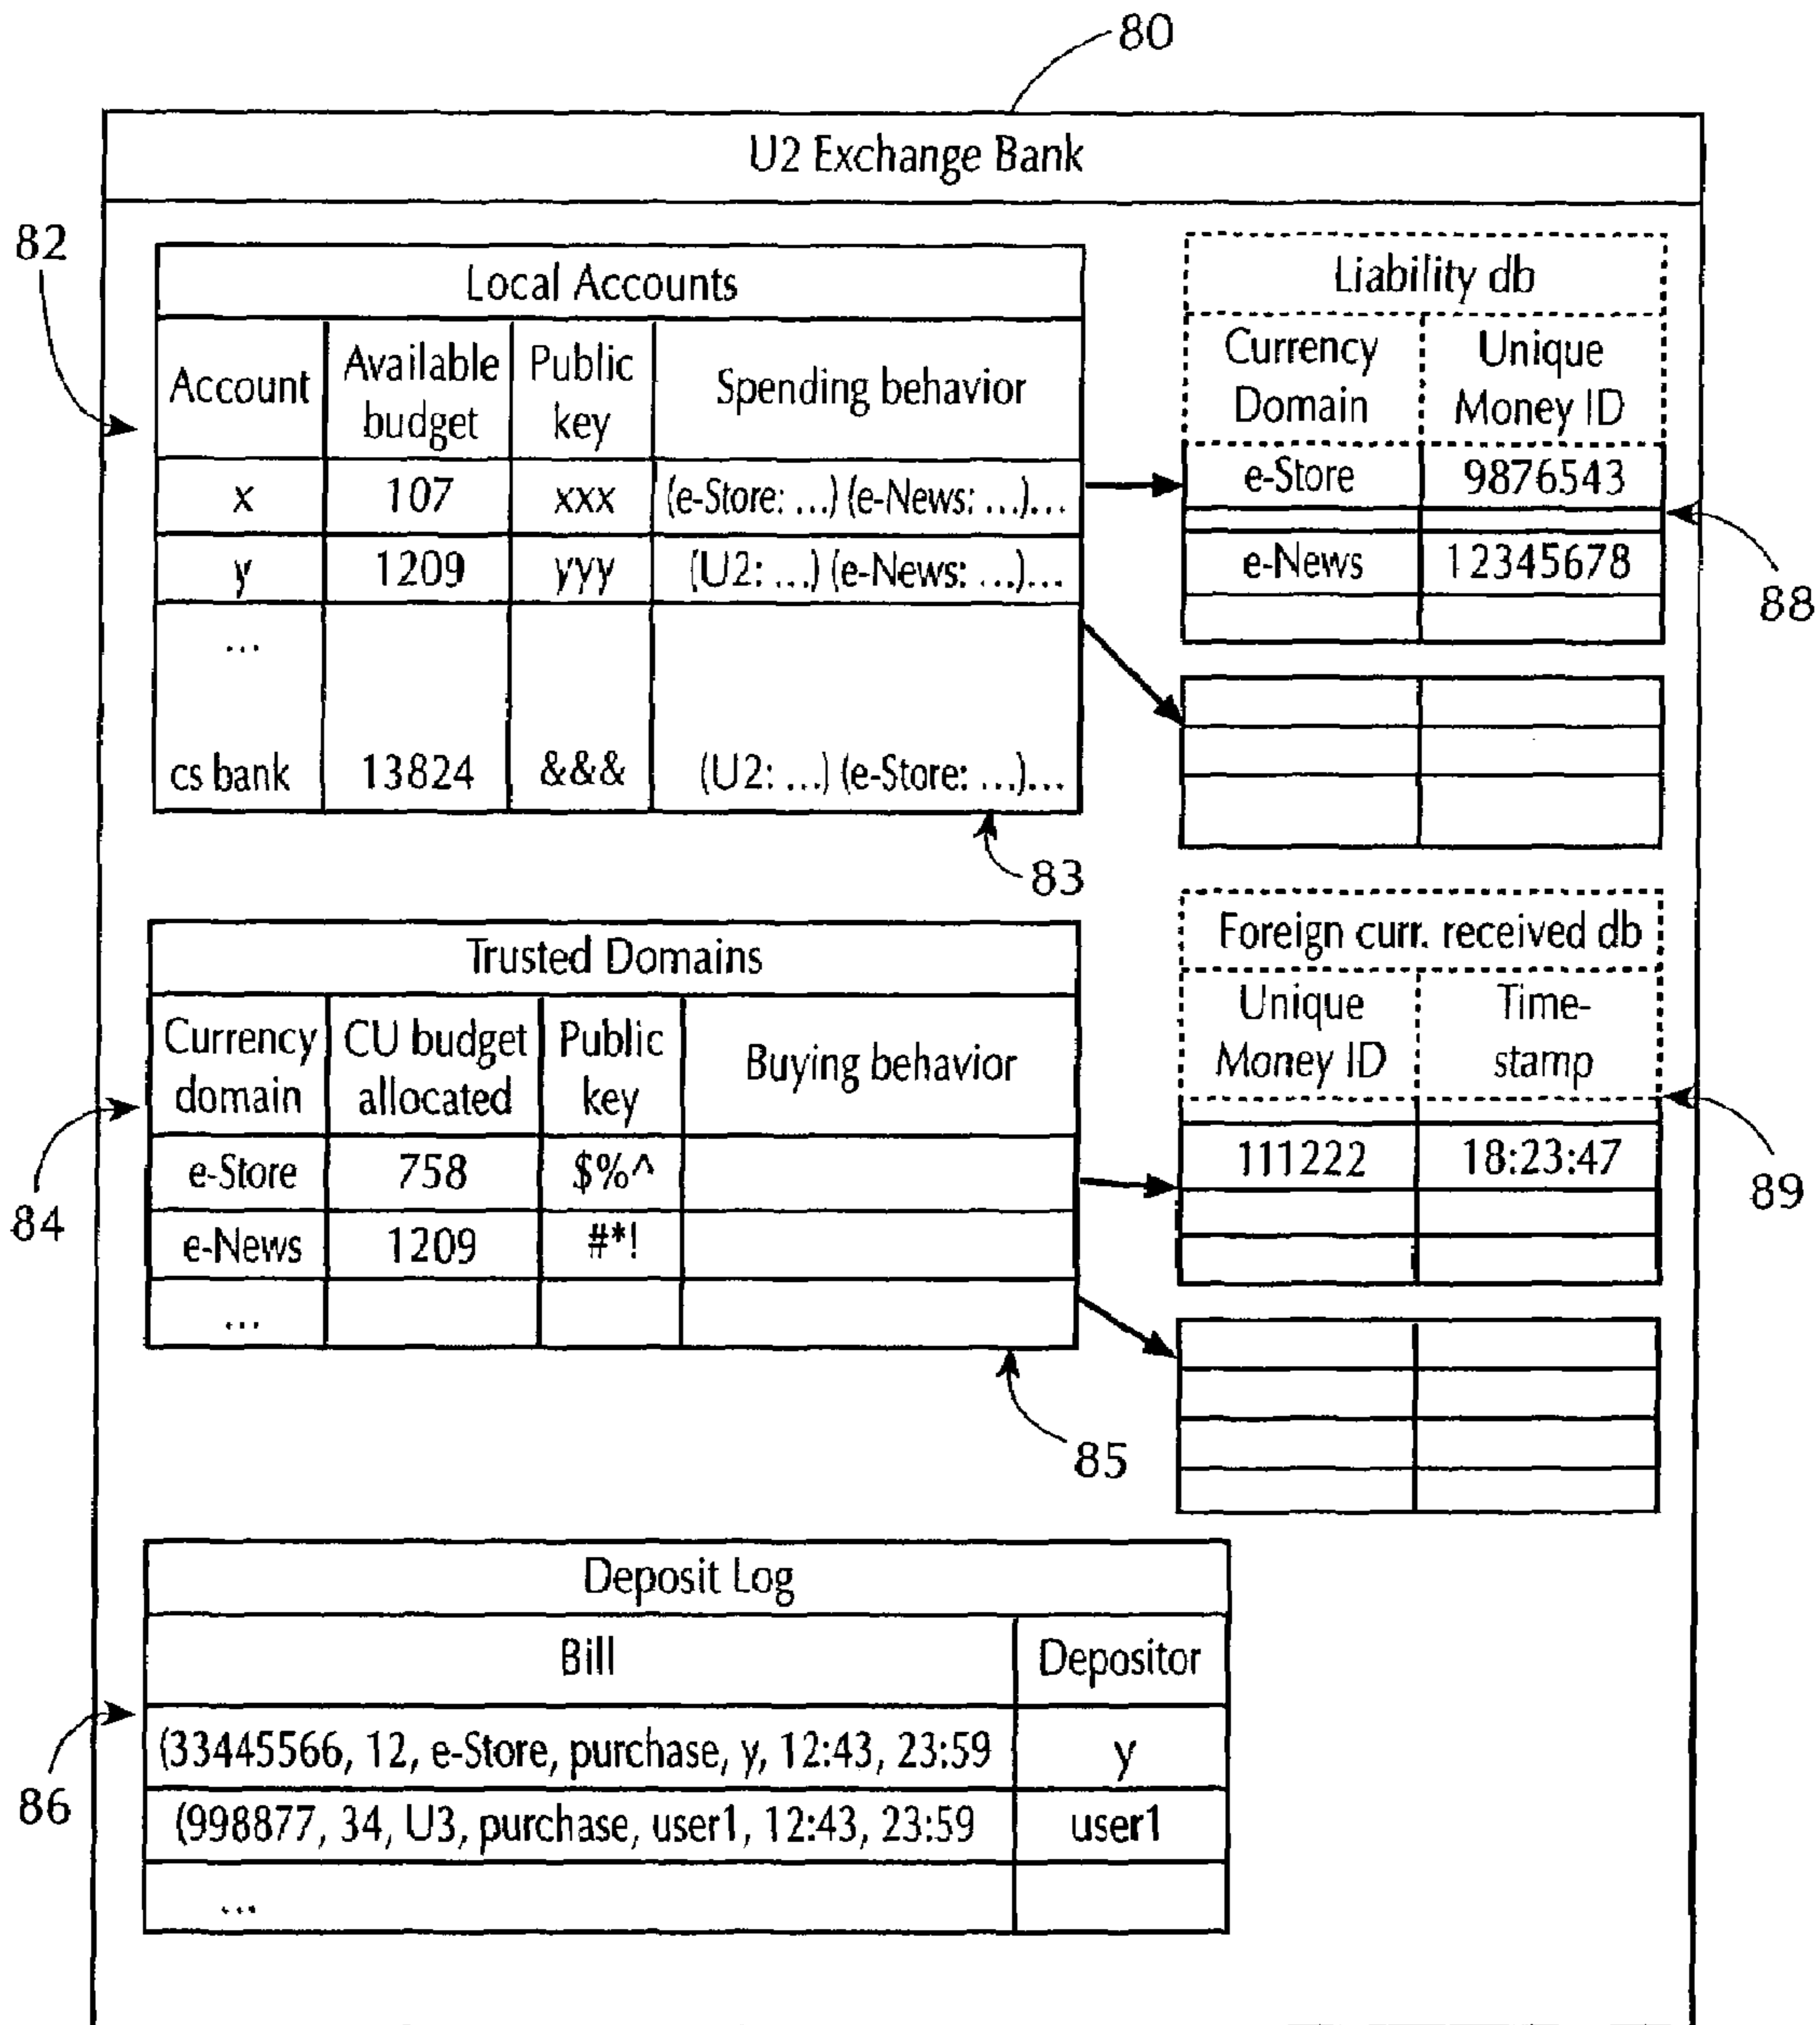 80
U2 Exchange Bank
82
Local Accounts
Account
Available
budget
Public
key
Spending behavior
x 107 xxx (e-Store: ...) (e-News: ...)...
y 1209 yyy (U2: ...) (e-News: ...)...
...
cs bank 13824 &&& (U2: ...) (e-Store: ...)...
83
Liability db
Currency
Domain
Unique
Money ID
e-Store 9876543
e-News 12345678
88
Trusted Domains
Currency
domain
CU budget
allocated
Public
key
Buying behavior
e-Store 758 $%^
e-News 1209 #*!
...
84
85
Foreign curr. received db
Unique
Money ID
Time-
stamp
111222 18:23:47
89
Deposit Log
Bill Depositor
(33445566, 12, e-Store, purchase, y, 12:43, 23:59 y
(998877, 34, U3, purchase, user1, 12:43, 23:59 user1
...
86